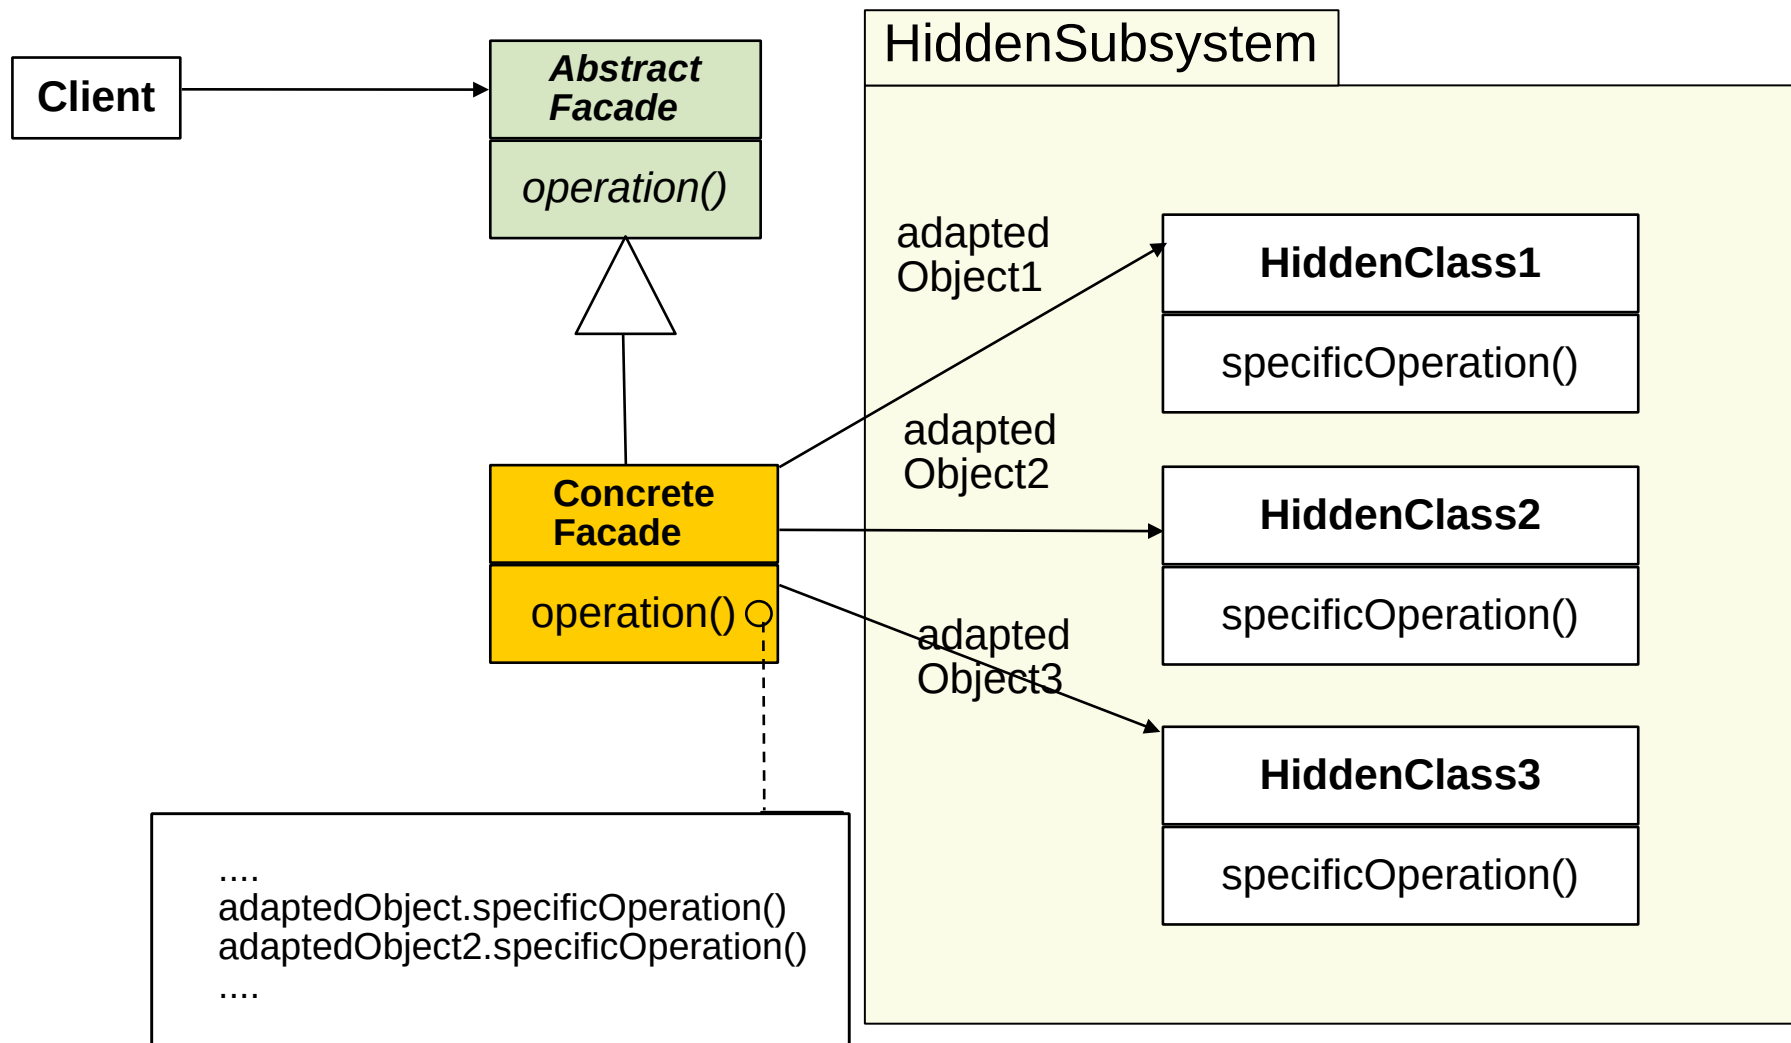 Client
Abstract
Facade
operation()
HiddenSubsystem
adapted
Object1
HiddenClass1
specificOperation()
adapted
Object2
HiddenClass2
specificOperation()
Concrete
Facade
operation()
adapted
Object3
HiddenClass3
specificOperation()
....
adaptedObject.specificOperation()
adaptedObject2.specificOperation()
....